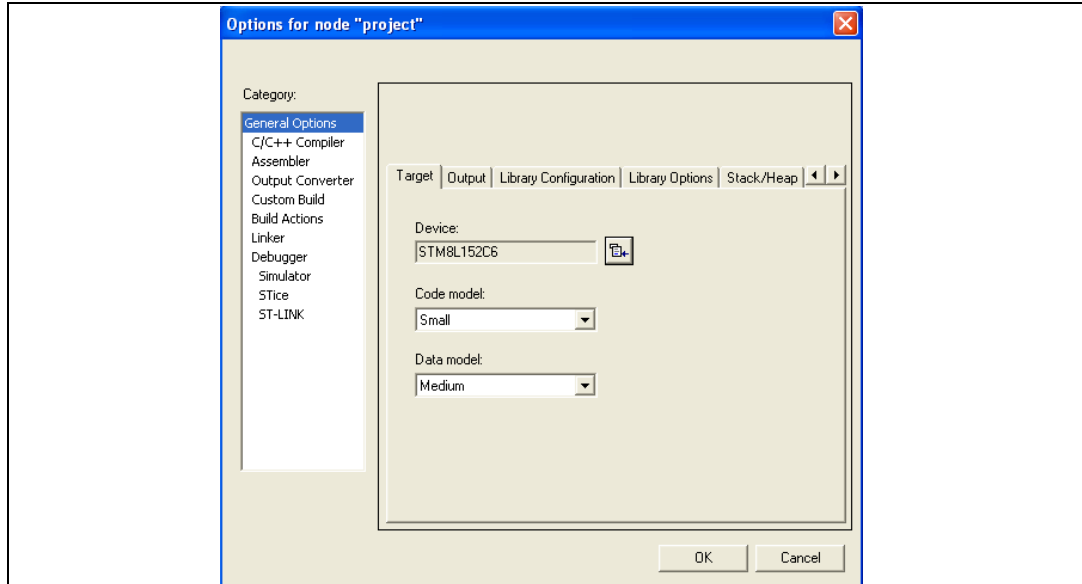 Options for node "project"
Category:
General Options
C/C++ Compiler
Assembler
Output Converter
Custom Build
Build Actions
Linker
Debugger
Simulator
STice
ST-LINK
Target Output Library Configuration Library Options Stack/Heap
Device:
STM8L152C6
Code model:
Small
Data model:
Medium
OK Cancel